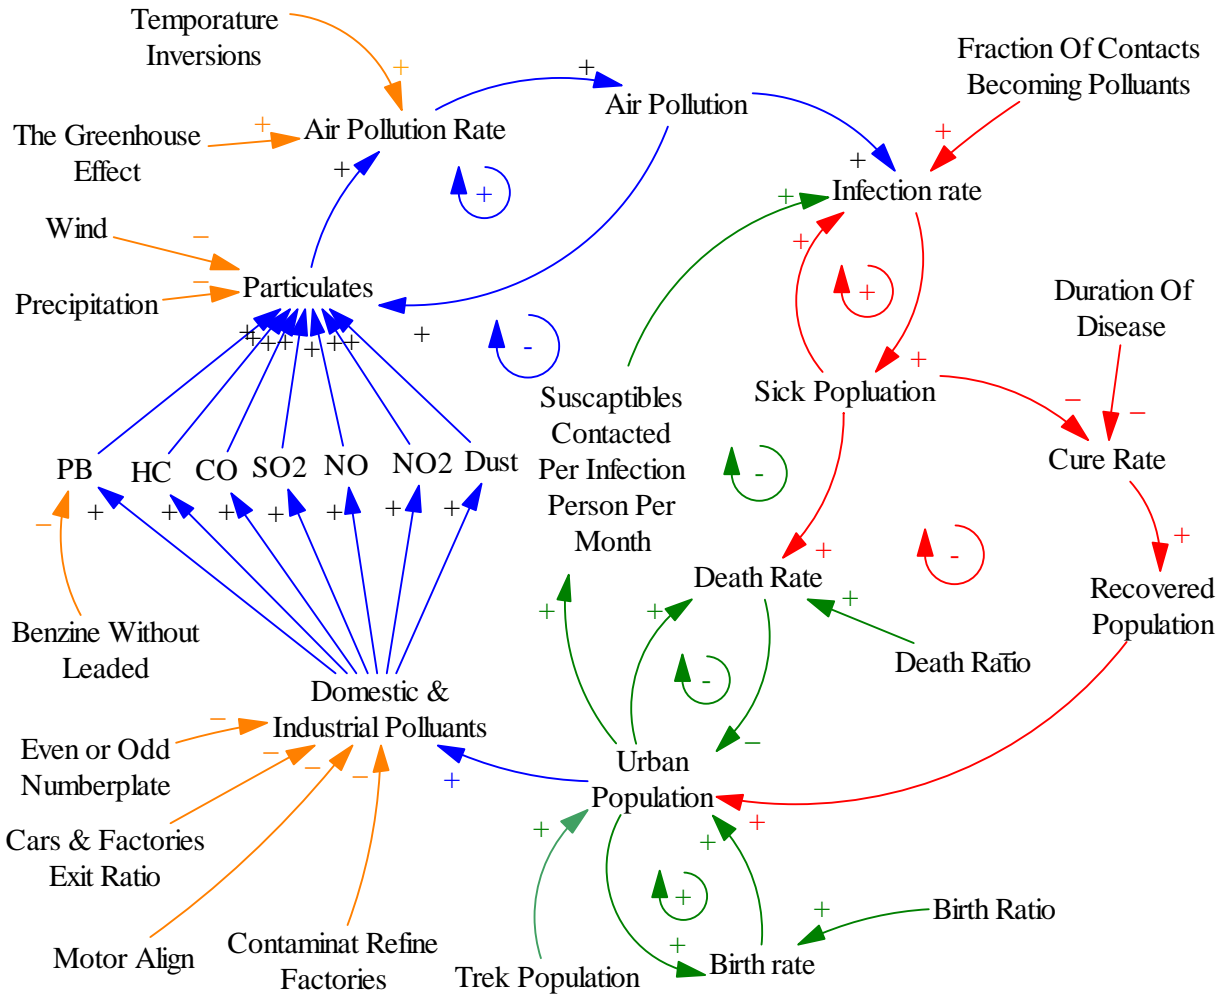 Temperature
Inversions
Fraction Of Contacts
Becoming Polluants
+
+
Air Pollution
The Greenhouse
Effect
+
Air Pollution Rate
+
+
+
+
Infection rate
+
+
Wind
−
+
+
Precipitation
−
Particulates
Duration Of
Disease
+
+
+
+
+
+
+
+
-
+
Sick Popluation
Suscaptibles
Contacted
Per Infection
Person Per
Month
−
−
Cure Rate
PB
HC
CO
SO2
NO
NO2
Dust
-
−
+
+
+
+
+
+
+
+
+
-
Death Rate
Recovered
Population
Benzine Without
Leaded
+
+
+
Death Ratio
−
-
Domestic &
Industrial Polluants
−
Even or Odd
Numberplate
−
−
−
+
−
Urban
Population
+
+
+
Cars & Factories
Exit Ratio
+
+
Birth Ratio
Motor Align
Contaminat Refine
Factories
Trek Population
+
Birth rate